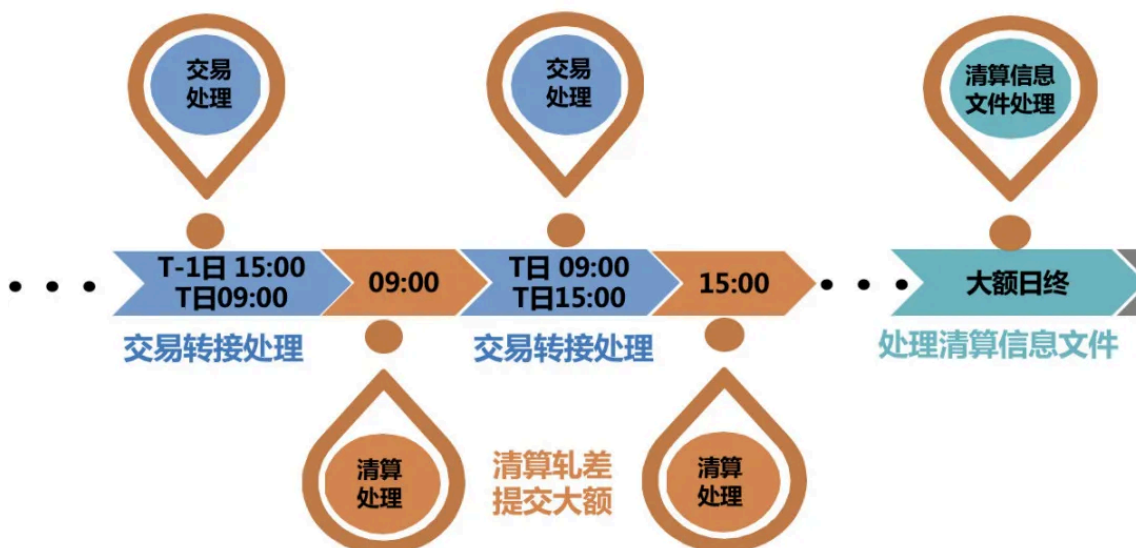 交易
处理
交易
处理
清算信息
文件处理
T-1日 15:00
T日09:00
09:00
T日 09:00
T日15:00
15:00
大额日终
交易转接处理
交易转接处理
处理清算信息文件
清算
处理
清算轧差
提交大额
清算
处理